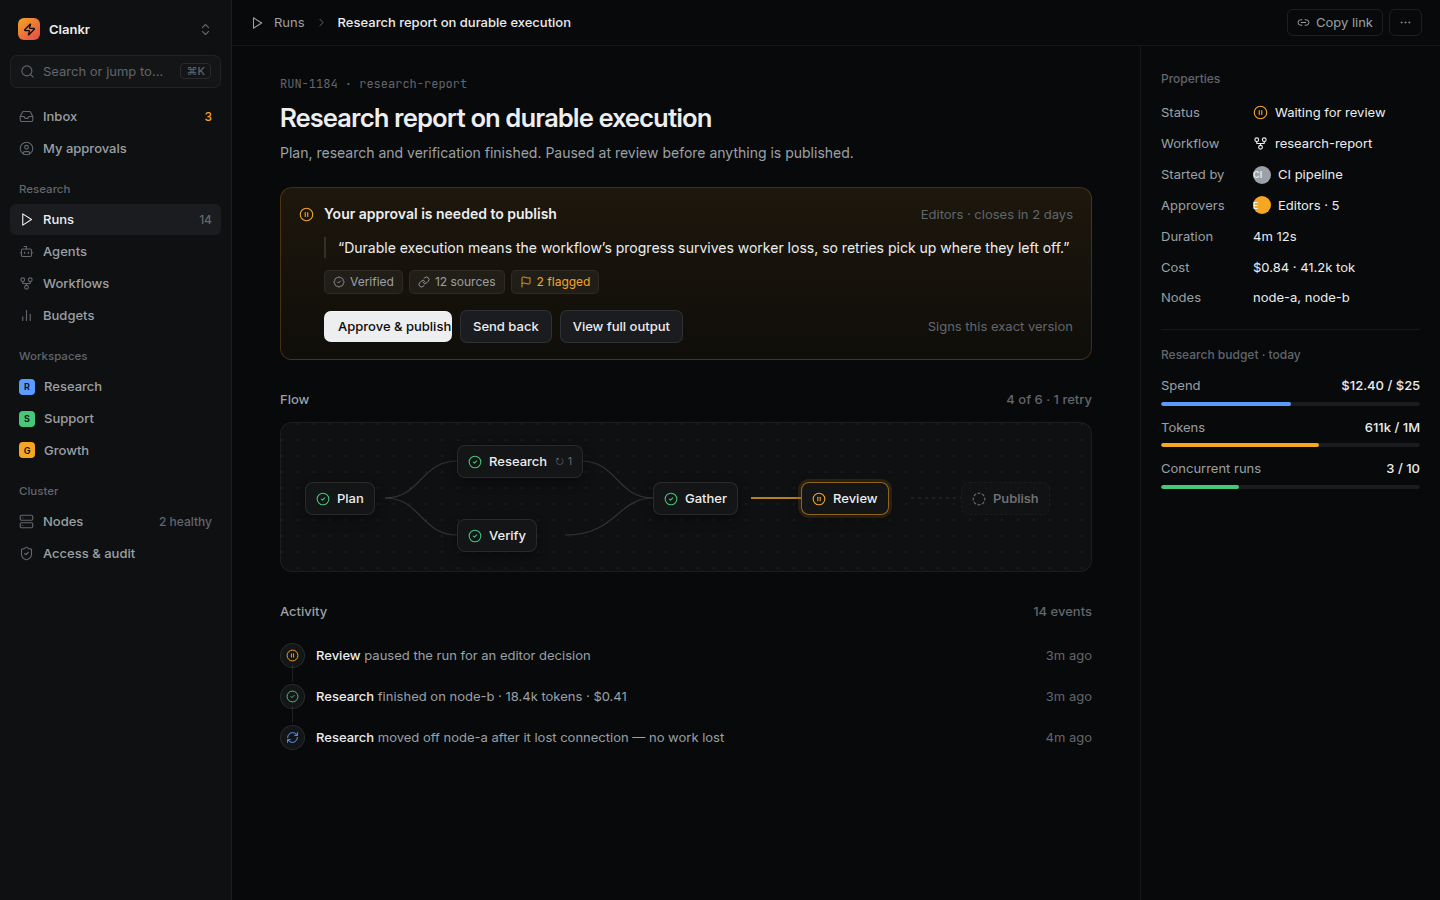 Clankr
Search or jump to... ⌘K
Inbox 3
My approvals
Research
Runs 14
Agents
Workflows
Budgets
Workspaces
R Research
S Support
G Growth
Cluster
Nodes 2 healthy
Access & audit
Runs > Research report on durable execution
Copy link
RUN-1184 · research-report
Research report on durable execution
Plan, research and verification finished. Paused at review before anything is published.
Your approval is needed to publish Editors · closes in 2 days
“Durable execution means the workflow’s progress survives worker loss, so retries pick up where they left off.”
Verified 12 sources 2 flagged
Approve & publish Send back View full output Signs this exact version
Flow 4 of 6 · 1 retry
Research ↻ 1
Plan Gather Review Publish
Verify
Activity 14 events
Review paused the run for an editor decision 3m ago
Research finished on node-b · 18.4k tokens · $0.41 3m ago
Research moved off node-a after it lost connection — no work lost 4m ago
Properties
Status Waiting for review
Workflow research-report
Started by CI CI pipeline
Approvers E Editors · 5
Duration 4m 12s
Cost $0.84 · 41.2k tok
Nodes node-a, node-b
Research budget · today
Spend $12.40 / $25
Tokens 611k / 1M
Concurrent runs 3 / 10